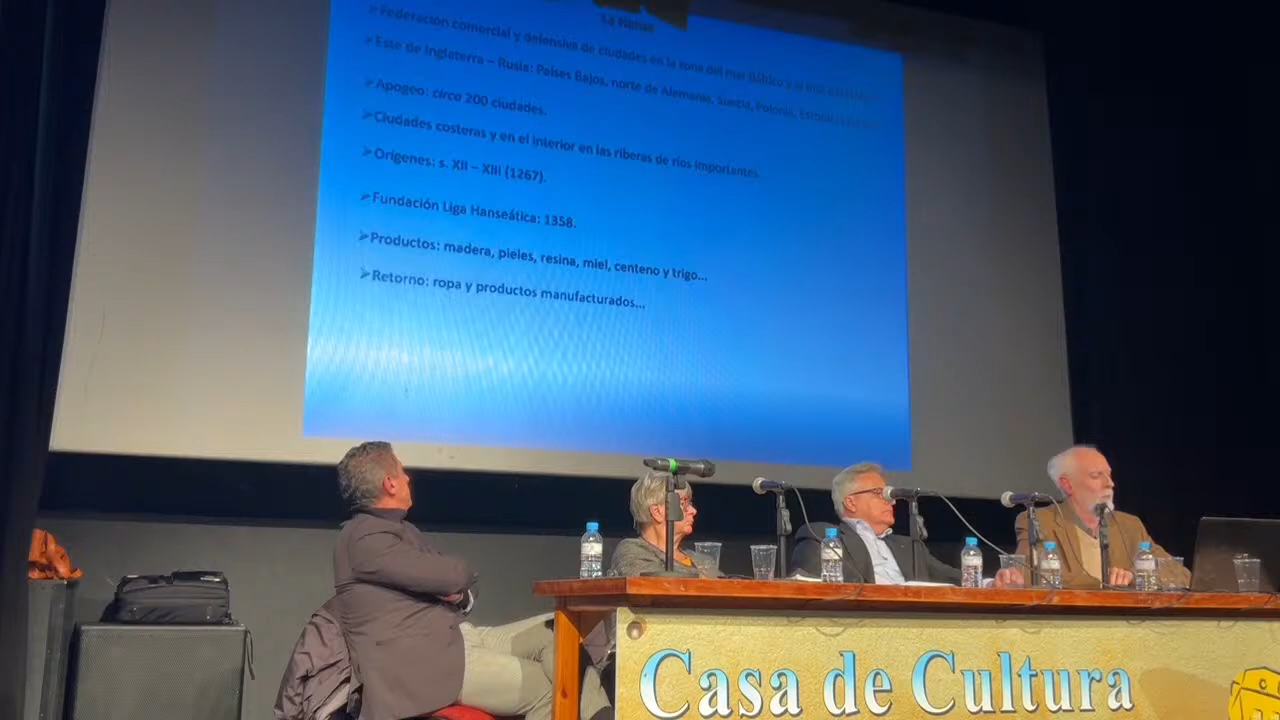 La Hansa
➢Federación comercial y defensiva de ciudades en la zona del mar Báltico y
➢Este de Inglaterra – Rusia: Países Bajos, norte de Alemania, Suecia, Polonia, Estonia
➢Apogeo: circa 200 ciudades.
➢Ciudades costeras y en el interior en las riberas de ríos importantes.
➢Orígenes: s. XII – XIII (1267).
➢Fundación Liga Hanseática: 1358.
➢Productos: madera, pieles, resina, miel, centeno y trigo...
➢Retorno: ropa y productos manufacturados...
Casa de Cultura